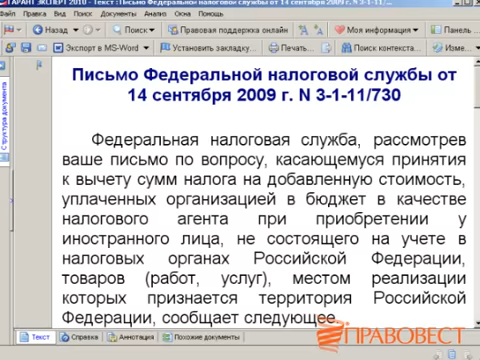 ГАРАНТ ЭКСПЕРТ 2010 - Текст : Письмо Федеральной налоговой службы от 14 сентября 2009 г. N 3-1-11/...
Файл Правка Вид Поиск Документы Анализ Окно Помощь
Назад Поиск Правовая поддержка онлайн Моя информация Панель ...
Экспорт в MS-Word Установить закладку... Печать... Поиск контекста... Изме...
Структура документа
Письмо Федеральной налоговой службы от
14 сентября 2009 г. N 3-1-11/730
Федеральная налоговая служба, рассмотрев
ваше письмо по вопросу, касающемуся принятия
к вычету сумм налога на добавленную стоимость,
уплаченных организацией в бюджет в качестве
налогового агента при приобретении у
иностранного лица, не состоящего на учете в
налоговых органах Российской Федерации,
товаров (работ, услуг), местом реализации
которых признается территория Российской
Федерации, сообщает следующее.
ПРАВОВЕСТ
Текст Справка Аннотация Похожие документы